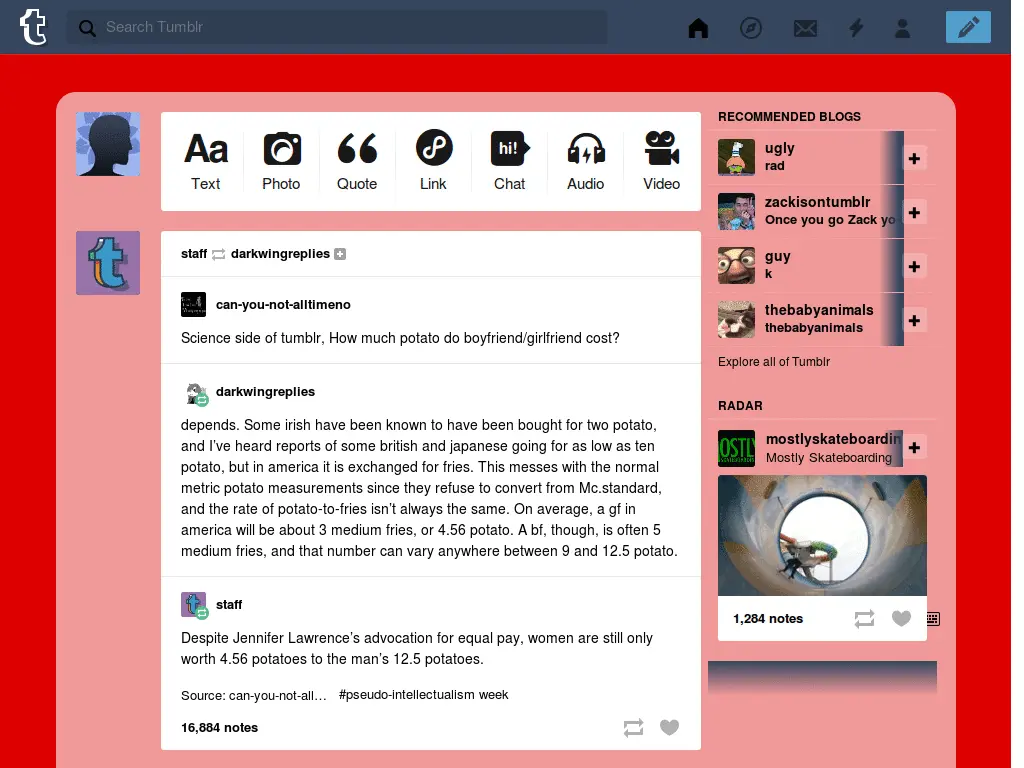 Search Tumblr
Aa
hi!
Text Photo Quote Link Chat Audio Video
staff darkwingreplies
can-you-not-alltimeno
Science side of tumblr, How much potato do boyfriend/girlfriend cost?
darkwingreplies
depends. Some irish have been known to have been bought for two potato,
and I've heard reports of some british and japanese going for as low as ten
potato, but in america it is exchanged for fries. This messes with the normal
metric potato measurements since they refuse to convert from Mc.standard,
and the rate of potato-to-fries isn't always the same. On average, a gf in
america will be about 3 medium fries, or 4.56 potato. A bf, though, is often 5
medium fries, and that number can vary anywhere between 9 and 12.5 potato.
staff
Despite Jennifer Lawrence's advocation for equal pay, women are still only
worth 4.56 potatoes to the man's 12.5 potatoes.
Source: can-you-not-all… #pseudo-intellectualism week
16,884 notes
RECOMMENDED BLOGS
ugly
rad
zackisontumblr
Once you go Zack yo
guy
k
thebabyanimals
thebabyanimals
Explore all of Tumblr
RADAR
mostlyskateboardin
Mostly Skateboarding
OSTLY
1,284 notes